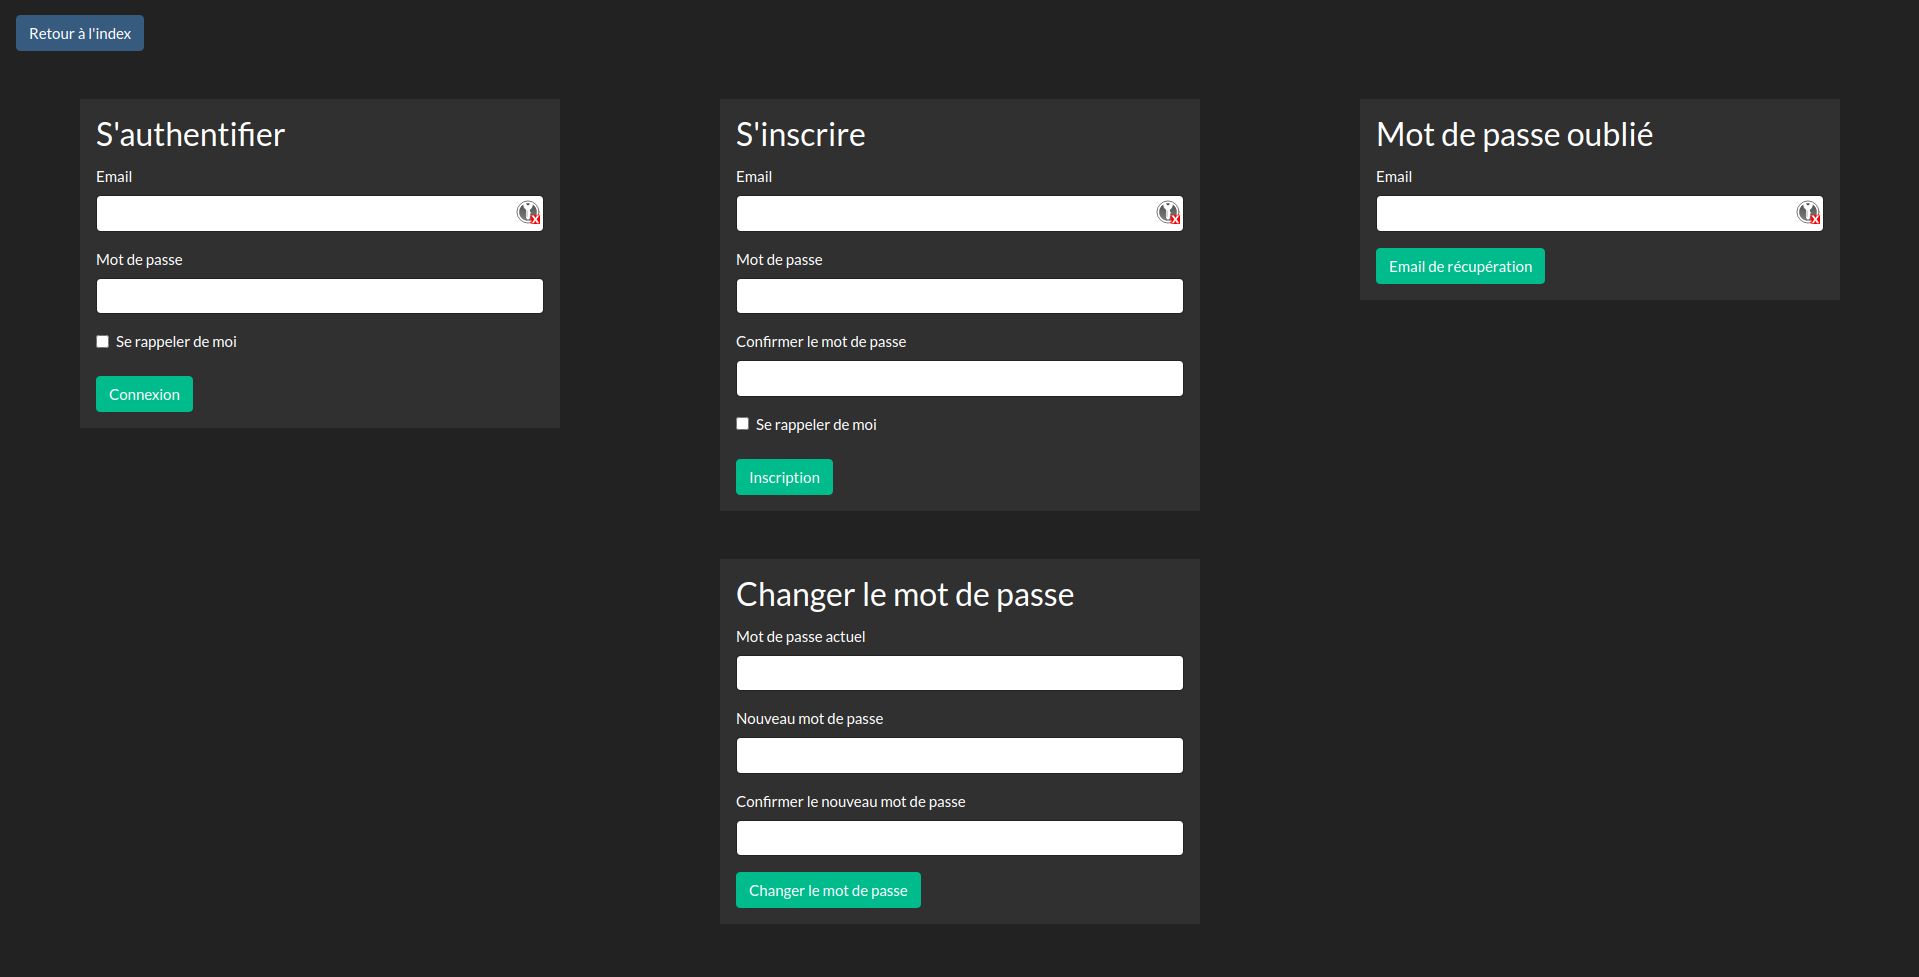 Retour à l'index
S'authentifier
Email
Mot de passe
Se rappeler de moi
Connexion
S'inscrire
Email
Mot de passe
Confirmer le mot de passe
Se rappeler de moi
Inscription
Mot de passe oublié
Email
Email de récupération
Changer le mot de passe
Mot de passe actuel
Nouveau mot de passe
Confirmer le nouveau mot de passe
Changer le mot de passe